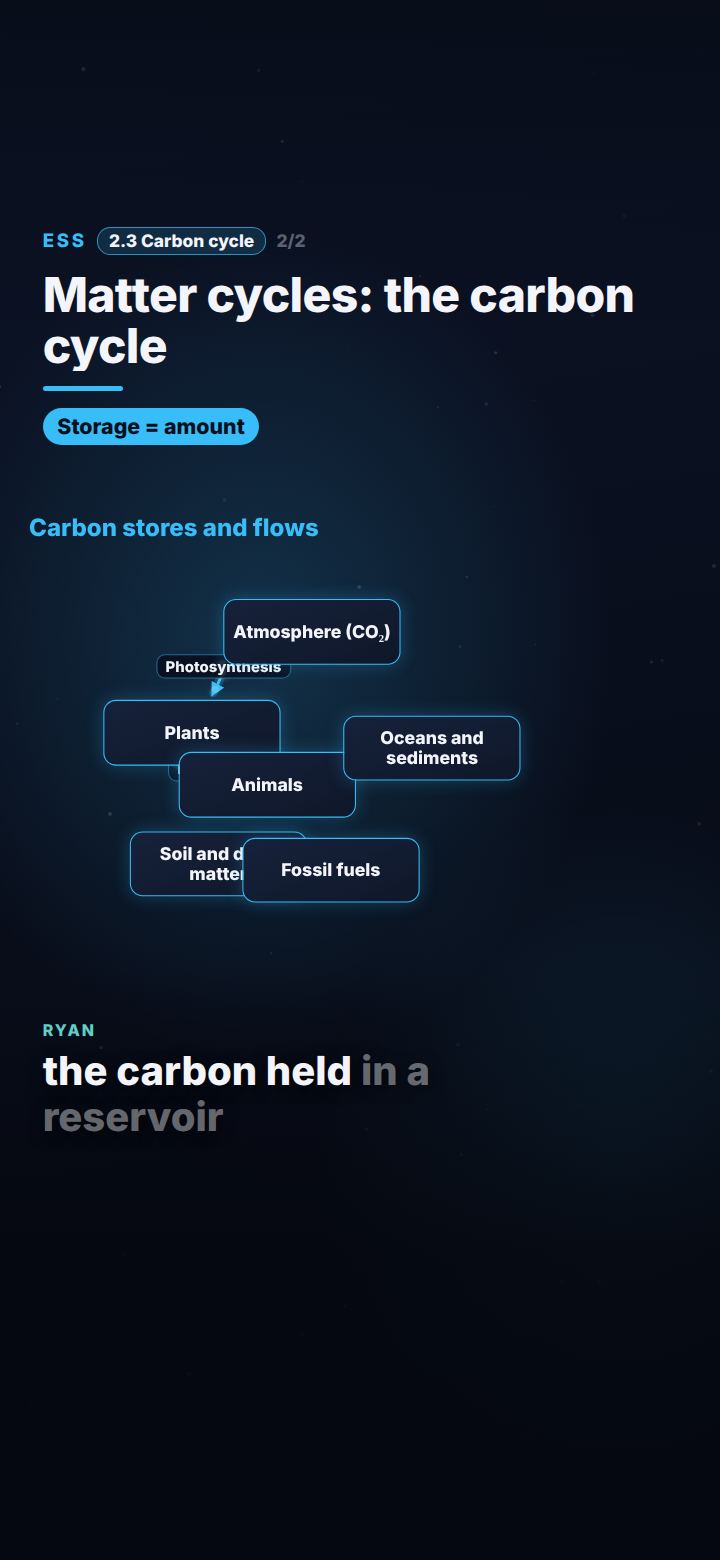 ESS 2.3 Carbon cycle 2/2
Matter cycles: the carbon
cycle
Storage = amount
Carbon stores and flows
Atmosphere (CO₂)
Photosynthesis
Plants
Oceans and
sediments
Animals
Soil and
matter
Fossil fuels
RYAN
the carbon held in a
reservoir